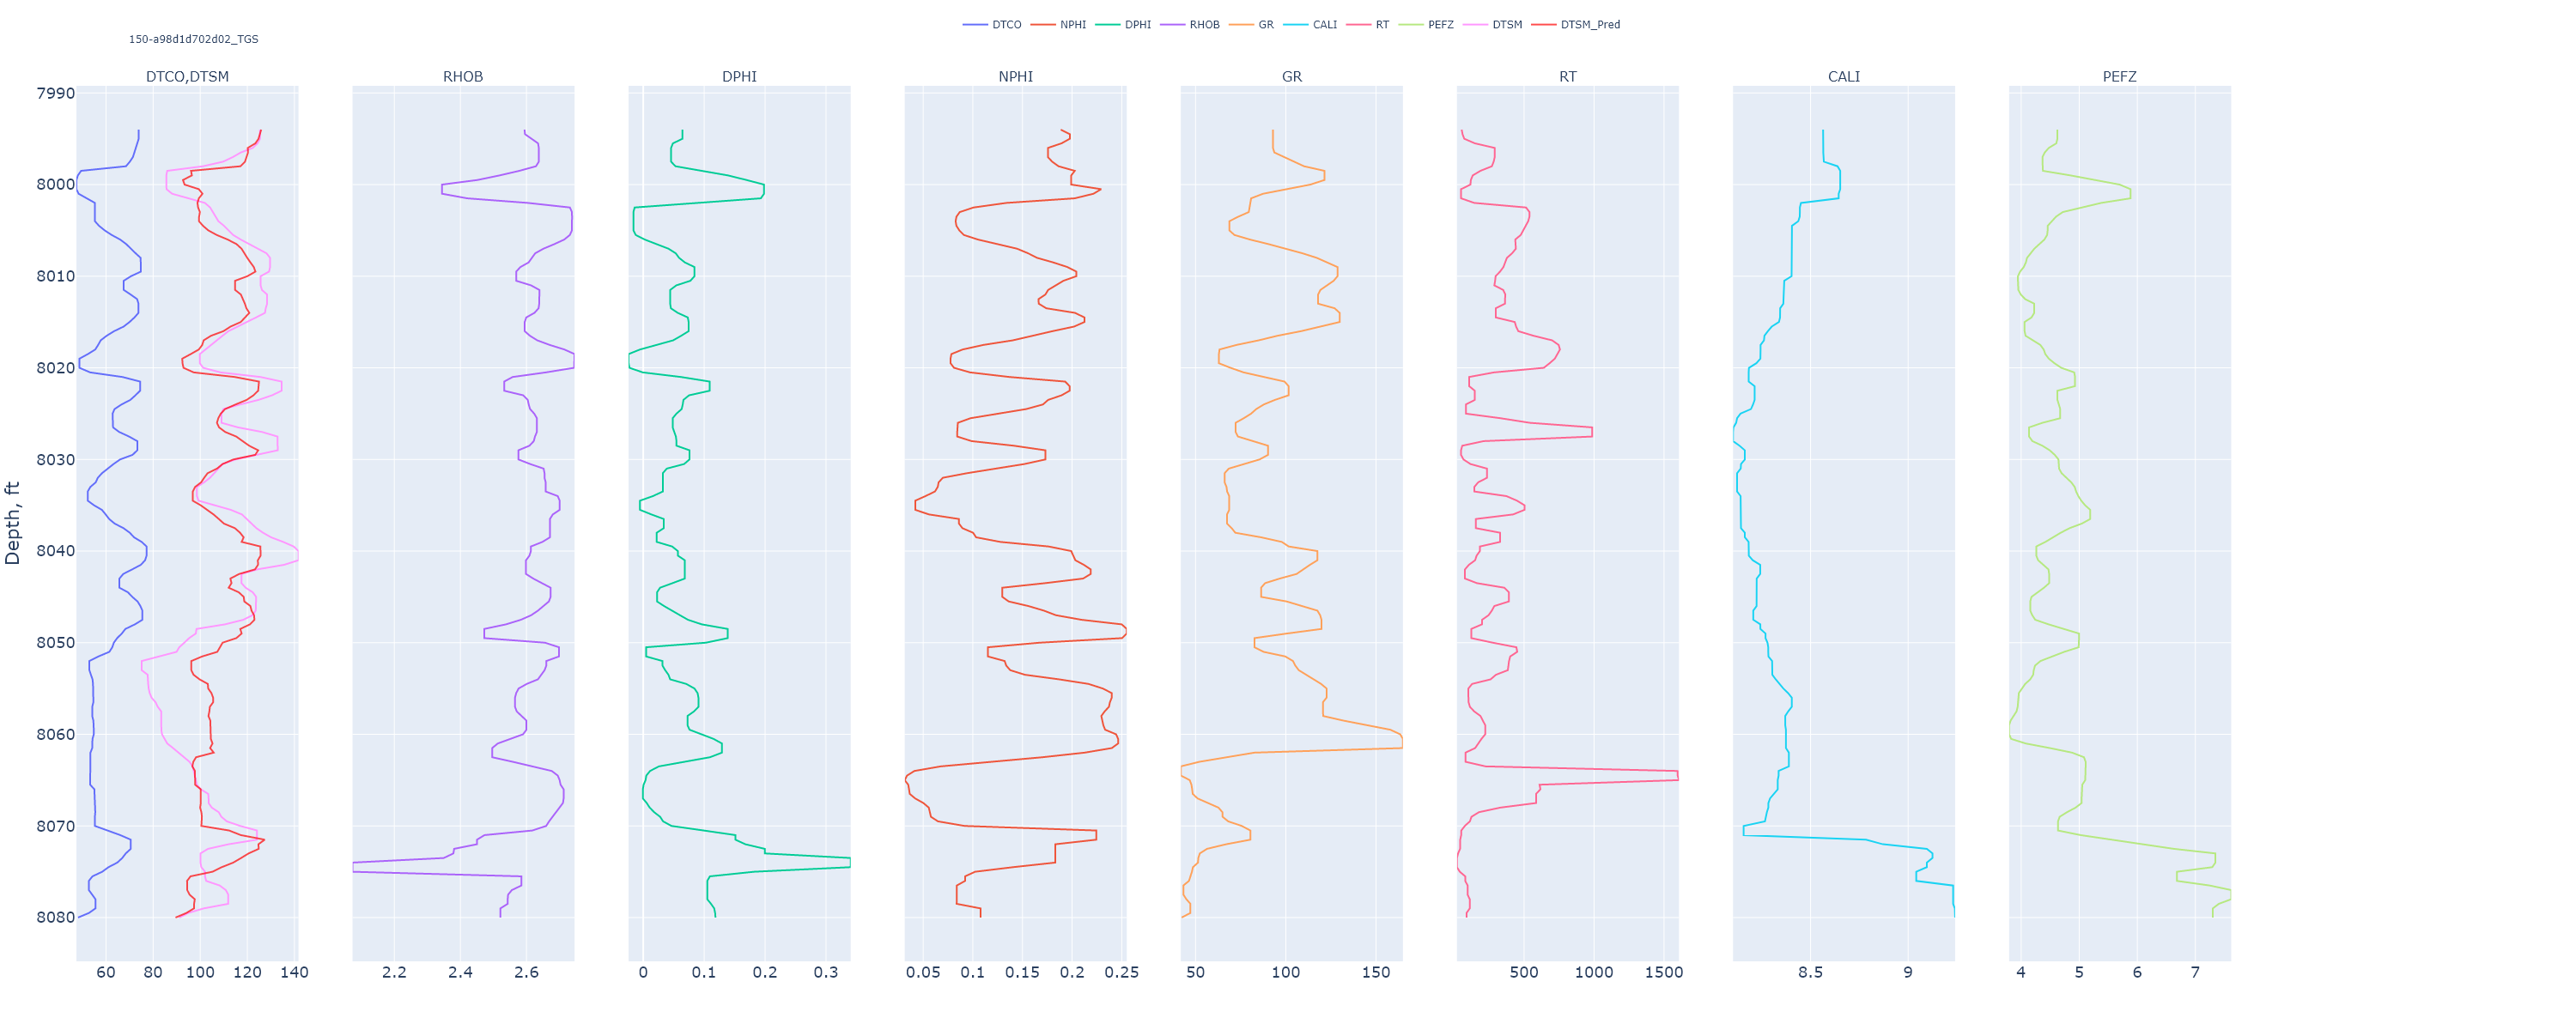 DTCO NPHI DPHI RHOB GR CALI RT PEFZ DTSM DTSM_Pred
150-a98d1d702d02_TGS
DTCO,DTSM RHOB DPHI NPHI GR RT CALI PEFZ
7990
8000
8010
8020
8030
8040
8050
8060
8070
8080
Depth, ft
60 80 100 120 140 2.2 2.4 2.6 0 0.1 0.2 0.3 0.05 0.1 0.15 0.2 0.25 50 100 150 500 1000 1500 8.5 9 4 5 6 7